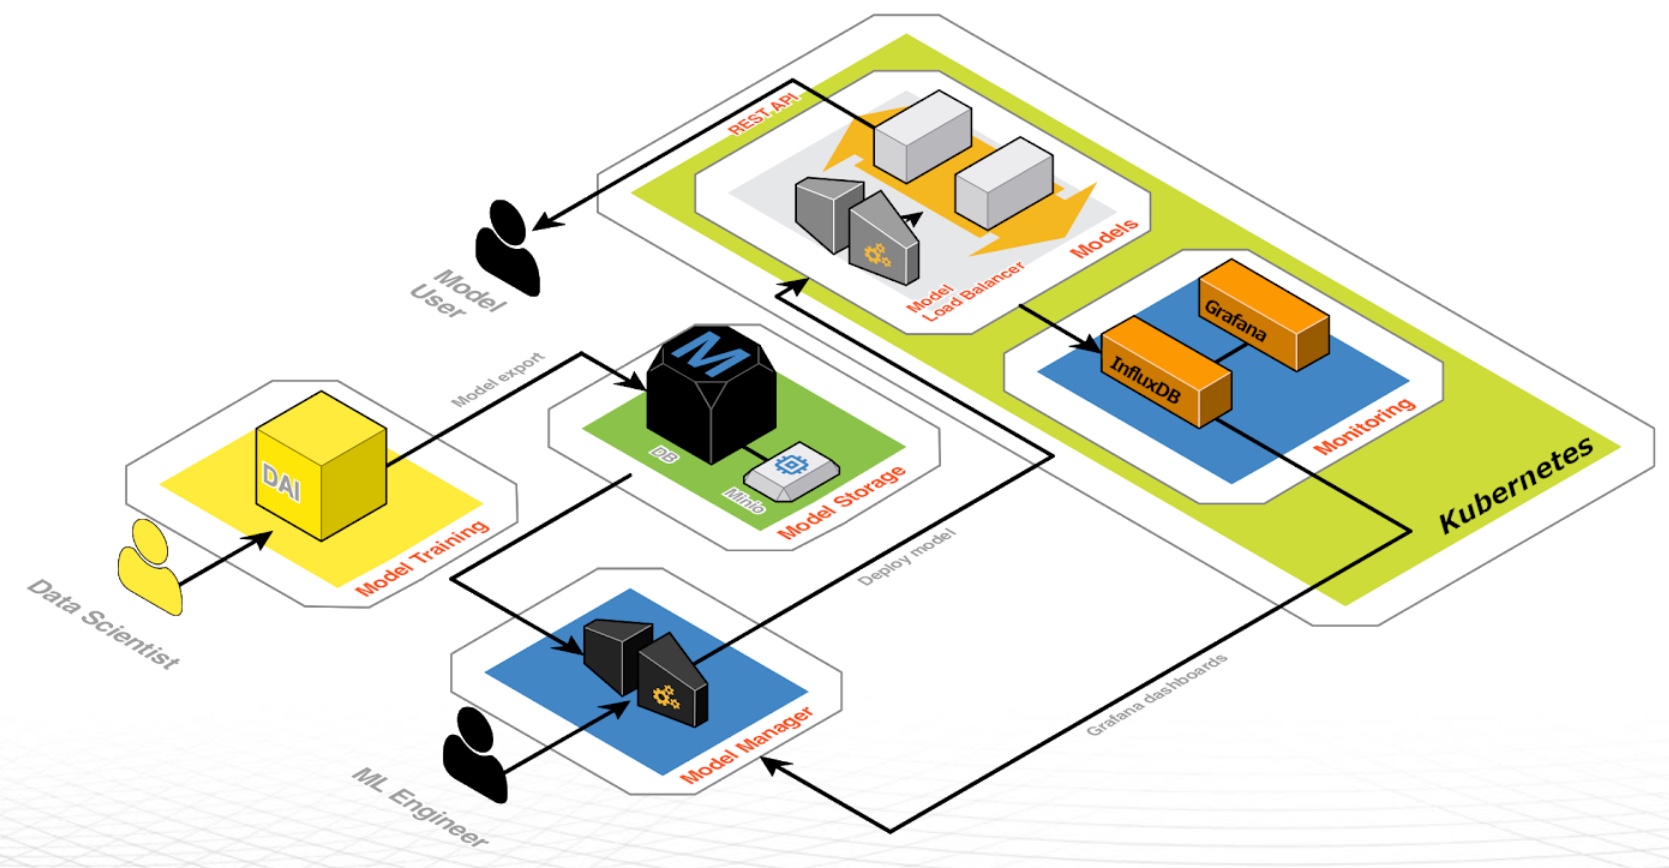 REST API
Models
Model
Load Balancer
Grafana
InfluxDB
Monitoring
Kubernetes
Model
User
Model export
M
DB
Minio
Model Storage
DAI
Model Training
Data Scientist
Deploy model
Model Manager
ML Engineer
Grafana dashboards